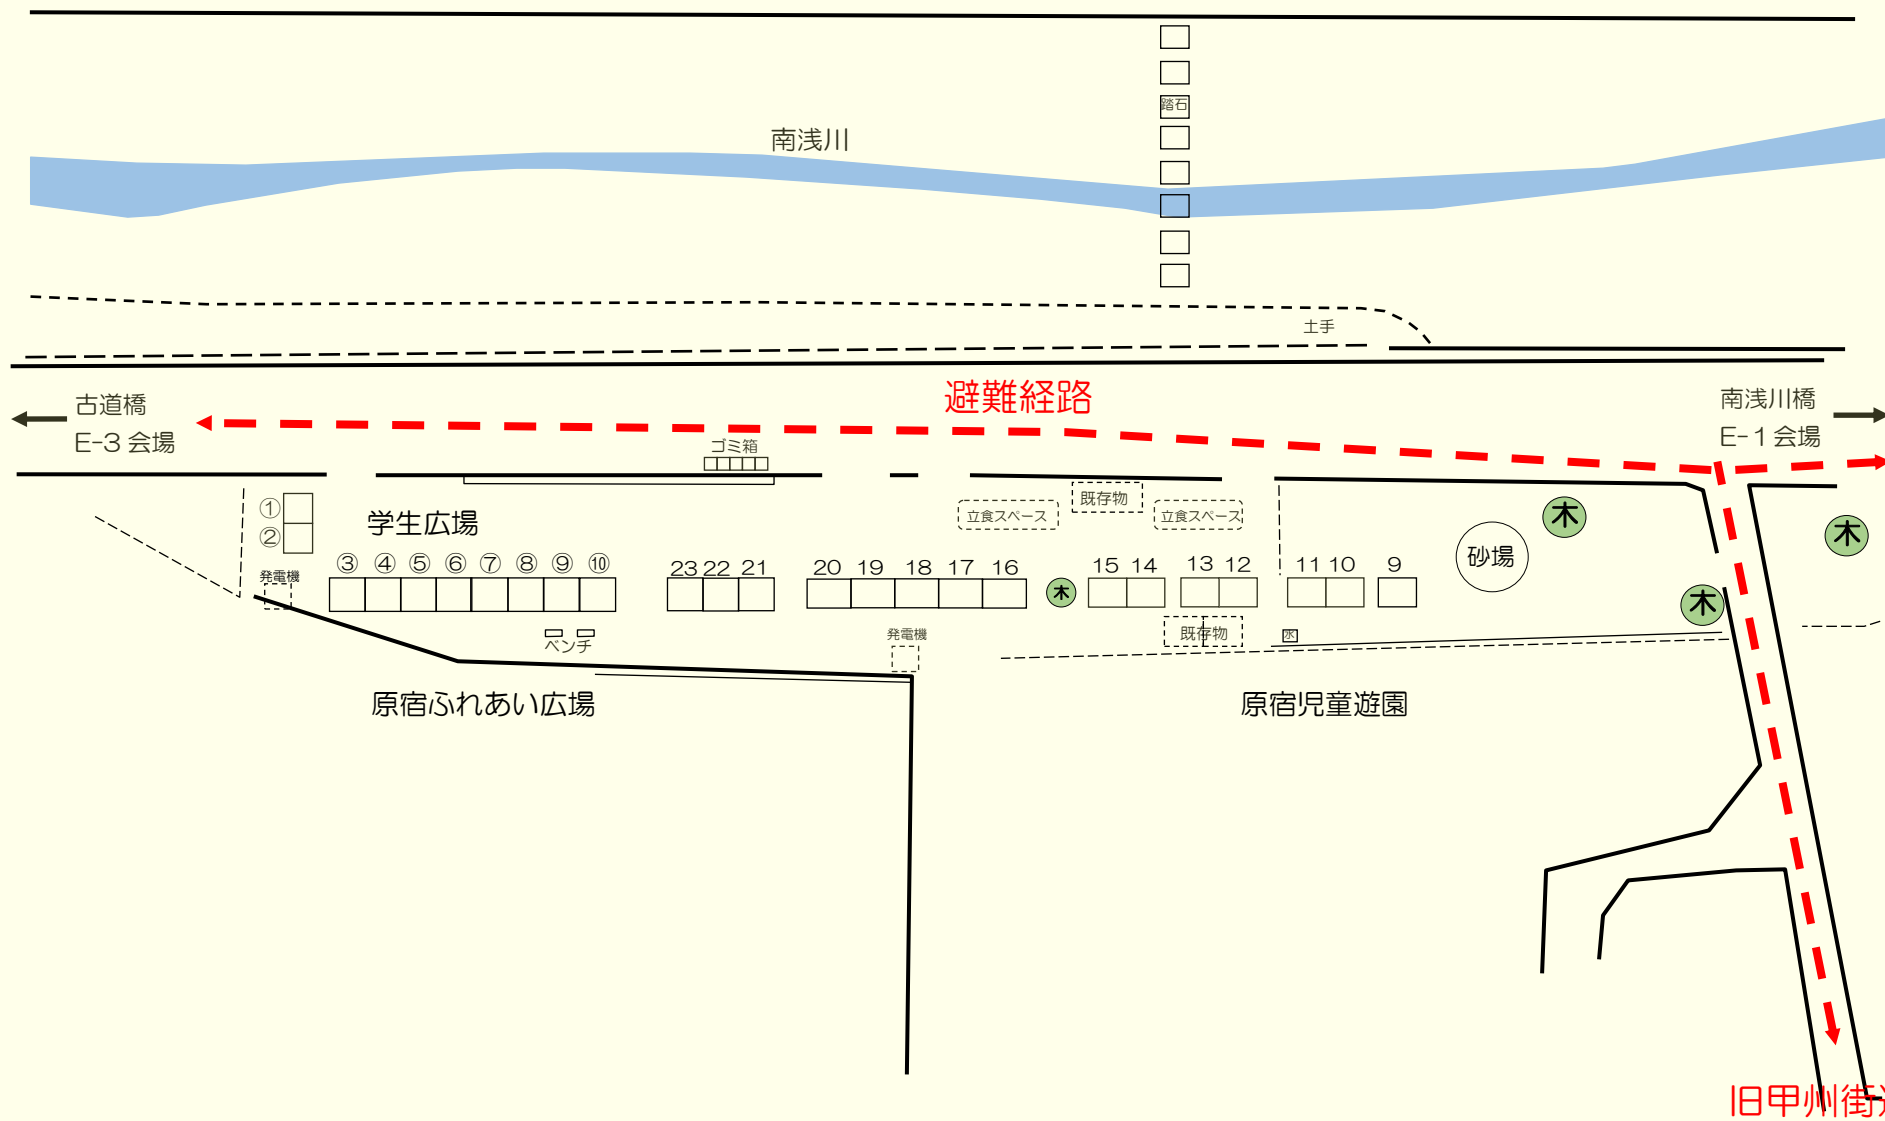 踏石
南浅川
土手
避難経路
古道橋
E-3 会場
南浅川橋
E-1 会場
ゴミ箱
既存物
立食スペース
立食スペース
①
②
学生広場
木
木
砂場
発電機
③ ④ ⑤ ⑥ ⑦ ⑧ ⑨ ⑩
23 22 21
20 19 18 17 16
木
15 14
13 12
11 10
9
木
ベンチ
発電機
既存物
水
原宿ふれあい広場
原宿児童遊園
旧甲州街